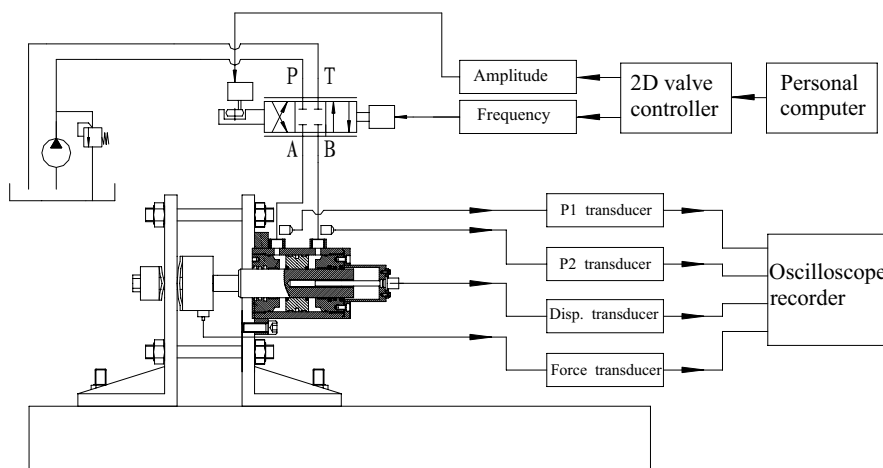 P T
A B
Amplitude
Frequency
2D valve
controller
Personal
computer
P1 transducer
P2 transducer
Disp. transducer
Force transducer
Oscilloscope
recorder